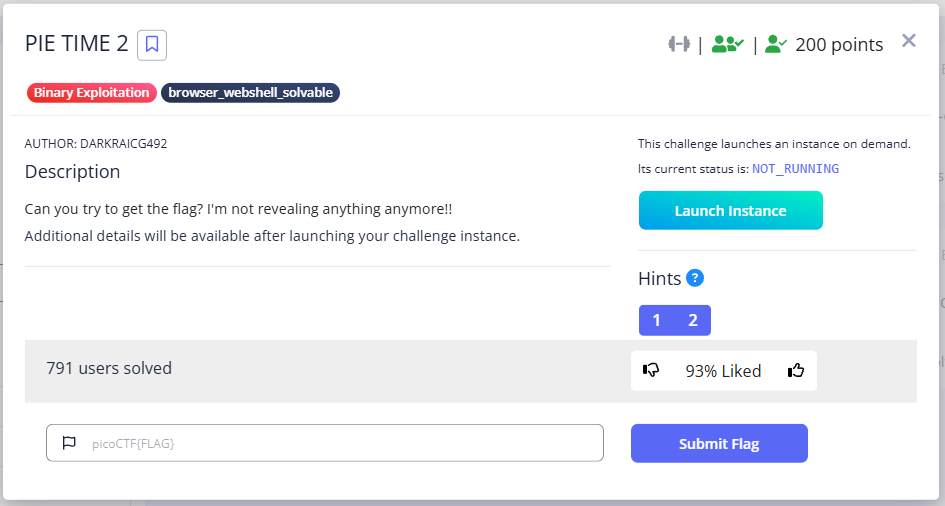 PIE TIME 2
| | 200 points
Binary Exploitation browser_webshell_solvable
AUTHOR: DARKRAICG492
Description
Can you try to get the flag? I'm not revealing anything anymore!!
Additional details will be available after launching your challenge instance.
This challenge launches an instance on demand.
Its current status is: NOT_RUNNING
Launch Instance
Hints ?
1 2
791 users solved
93% Liked
picoCTF{FLAG}
Submit Flag